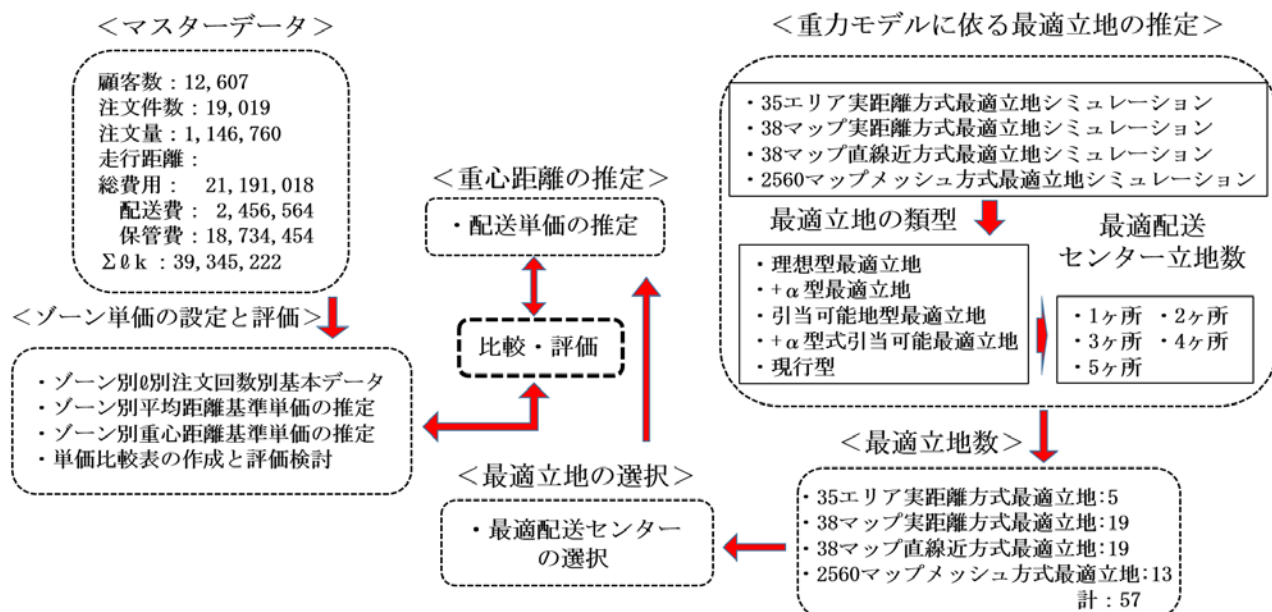 ＜マスターデータ＞
顧客数：12,607
注文件数：19,019
注文量：1,146,760
走行距離：
総費用： 21,191,018
配送費： 2,456,564
保管費：18,734,454
Σℓk：39,345,222
＜ゾーン単価の設定と評価＞
・ゾーン別ℓ別注文回数別基本データ
・ゾーン別平均距離基準単価の推定
・ゾーン別重心距離基準単価の推定
・単価比較表の作成と評価検討
＜重心距離の推定＞
・配送単価の推定
比較・評価
＜重力モデルに依る最適立地の推定＞
・35エリア実距離方式最適立地シミュレーション
・38マップ実距離方式最適立地シミュレーション
・38マップ直線近方式最適立地シミュレーション
・2560マップメッシュ方式最適立地シミュレーション
最適立地の類型
・理想型最適立地
・+α型最適立地
・引当可能地型最適立地
・+α型式引当可能最適立地
・現行型
最適配送
センター立地数
・1ヶ所 ・2ヶ所
・3ヶ所 ・4ヶ所
・5ヶ所
＜最適立地数＞
・35エリア実距離方式最適立地:5
・38マップ実距離方式最適立地:19
・38マップ直線近方式最適立地:19
・2560マップメッシュ方式最適立地:13
計：57
＜最適立地の選択＞
・最適配送センター
の選択